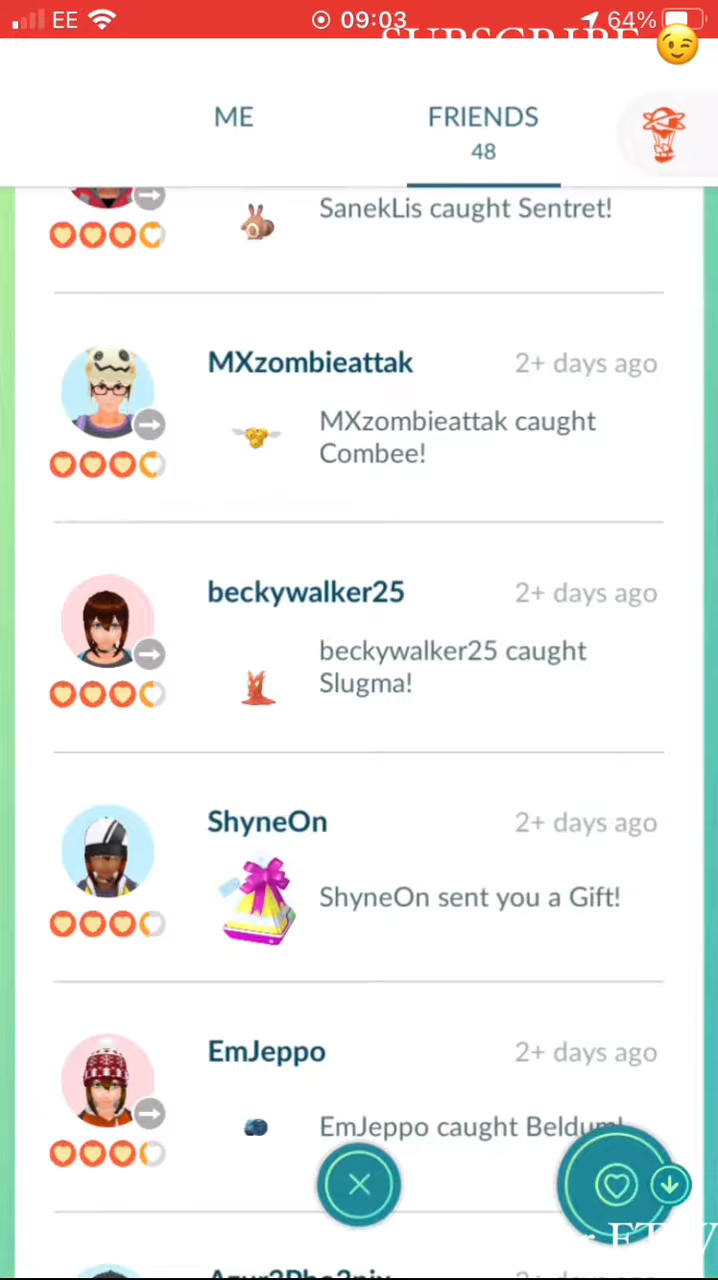 EE 09:03 64%
SUBSCRIBE
ME FRIENDS
48
SanekLis caught Sentret!
MXzombieattak 2+ days ago
MXzombieattak caught
Combee!
beckywalker25 2+ days ago
beckywalker25 caught
Slugma!
ShyneOn 2+ days ago
ShyneOn sent you a Gift!
EmJeppo 2+ days ago
EmJeppo caught Beldum!